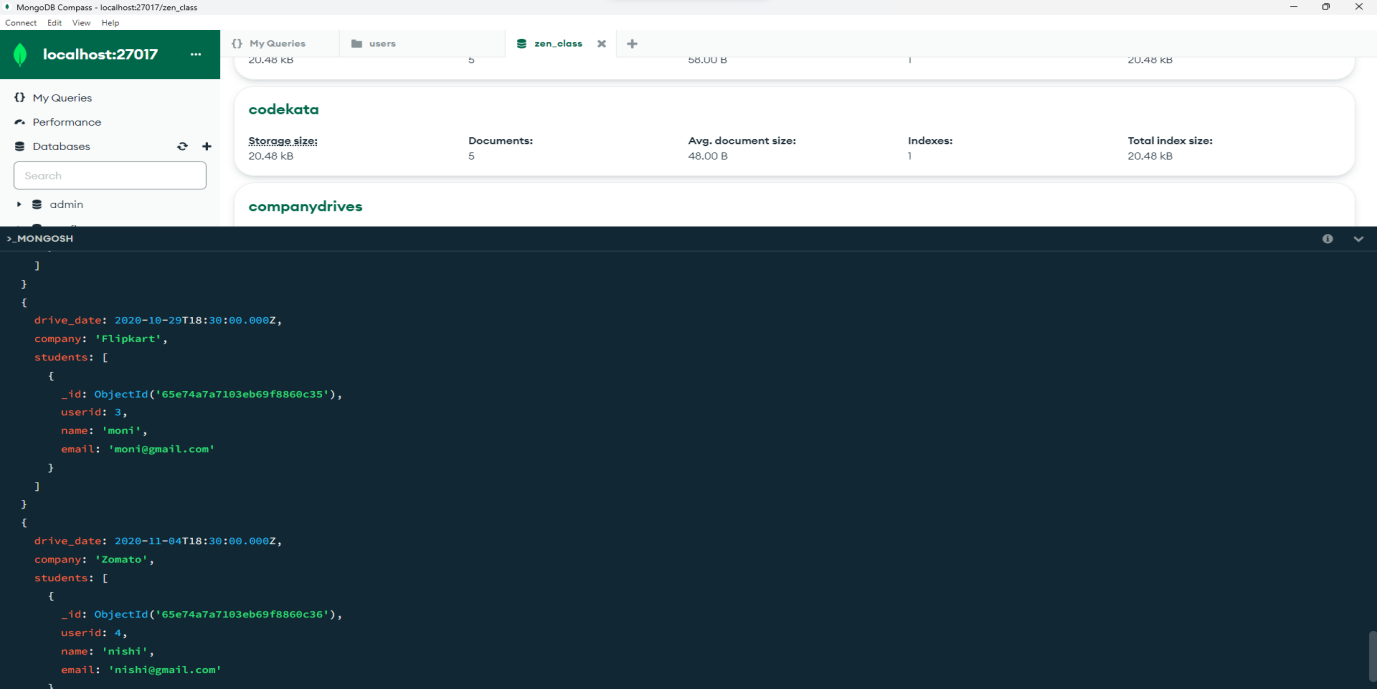 MongoDB Compass - localhost:27017/zen_class
Connect Edit View Help
localhost:27017 ...
{} My Queries
users
zen_class
{} My Queries
Performance
Databases
Search
admin
20.48 kB 5 58.00 B 1 20.48 kB
codekata
Storage size: Documents: Avg. document size: Indexes: Total index size:
20.48 kB 5 48.00 B 1 20.48 kB
companydrives
>_MONGOSH
]
}
{
drive_date: 2020-10-29T18:30:00.000Z,
company: 'Flipkart',
students: [
{
_id: ObjectId('65e74a7a7103eb69f8860c35'),
userid: 3,
name: 'moni',
email: 'moni@gmail.com'
}
]
}
{
drive_date: 2020-11-04T18:30:00.000Z,
company: 'Zomato',
students: [
{
_id: ObjectId('65e74a7a7103eb69f8860c36'),
userid: 4,
name: 'nishi',
email: 'nishi@gmail.com'
}